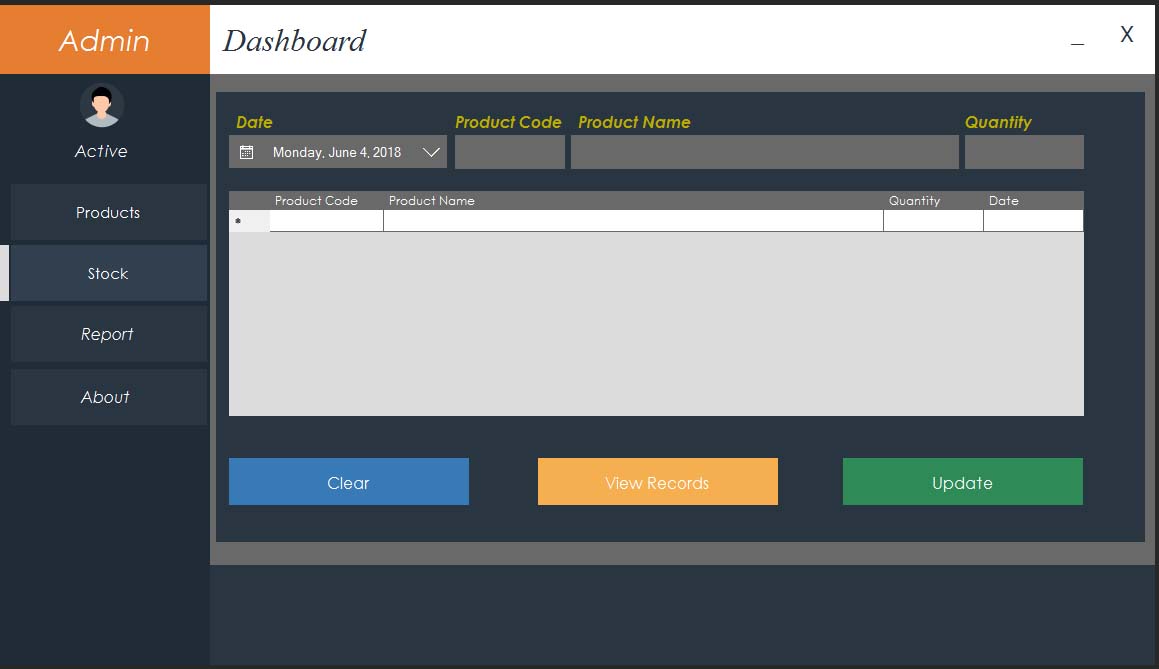 Admin
Dashboard
_ X
Active
Products
Stock
Report
About
Date Product Code Product Name Quantity
Monday, June 4, 2018
Product Code Product Name Quantity Date
*
Clear View Records Update